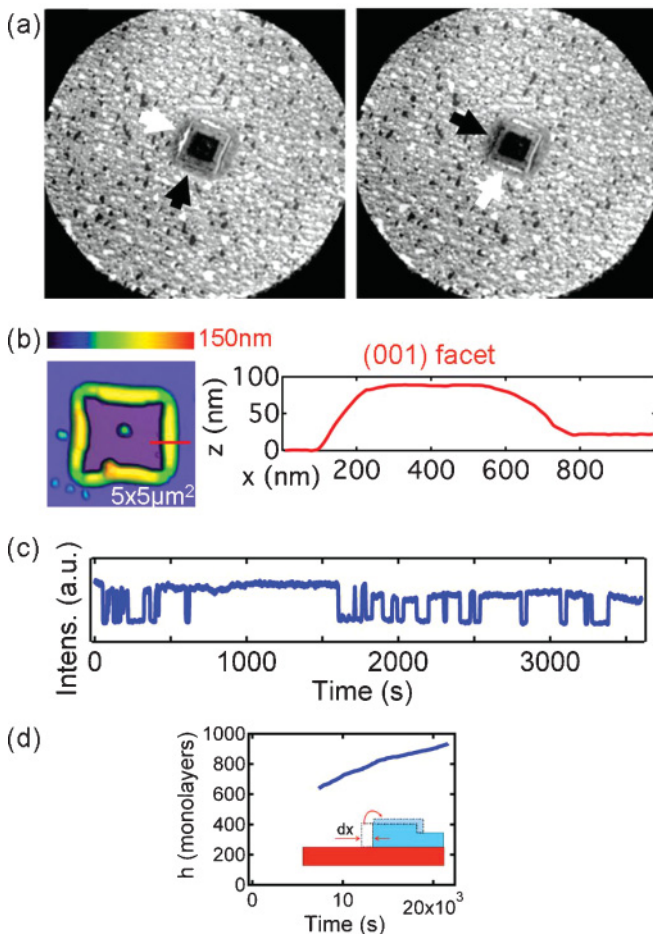 (a)
(b)
150nm
(001) facet
5x5µm²
z (nm)
100
50
0
x (nm)
200
400
600
800
(c)
Intens. (a.u.)
0
1000
2000
3000
Time (s)
(d)
h (monolayers)
1000
800
600
400
200
0
dx
0
10
20x10³
Time (s)